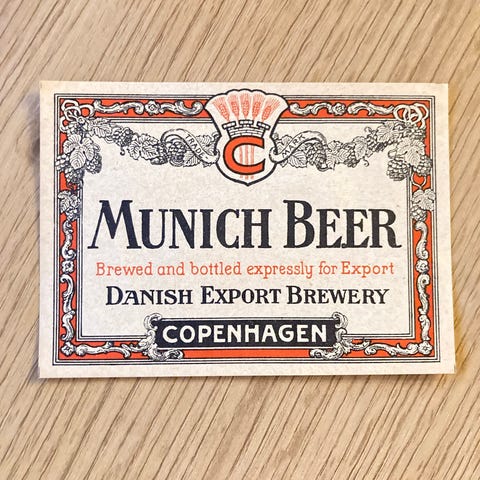 C
MUNICH BEER
Brewed and bottled expressly for Export
DANISH EXPORT BREWERY
COPENHAGEN